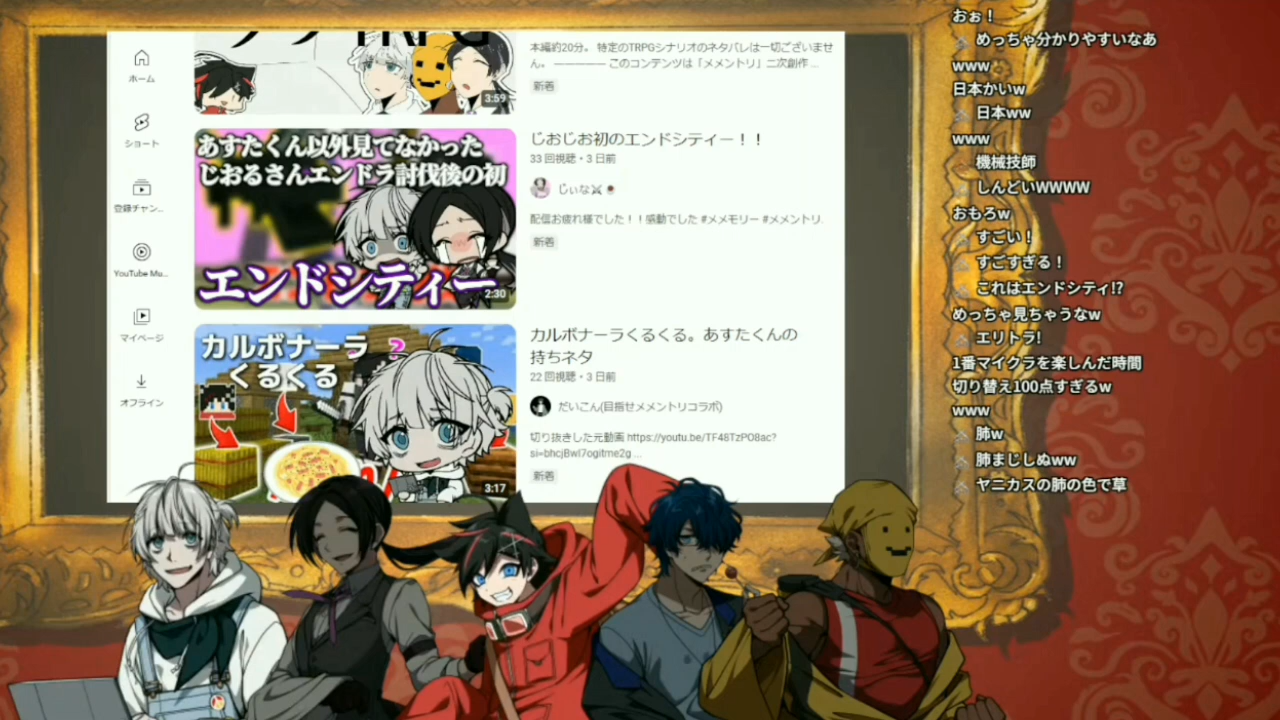 ホーム
ショート
登録チャン...
YouTube Mu...
マイページ
オフライン
3:59
本編約20分。 特定のTRPGシナリオのネタバレは一切ございませ
ん。 ————— このコンテンツは「メメントリ」二次創作 ...
新着
あすたくん以外見てなかった
じおるさんエンドラ討伐後の初
エンドシティー
2:30
じおじお初のエンドシティー！！
33 回視聴・3 日前
配信お疲れ様でした！！感動でした #メメモリー #メメントリ
新着
カルボナーラ?
くるくる
3:17
カルボナーラくるくる。あすたくんの
持ちネタ
22 回視聴・3 日前
だいこん(目指せメメントリコラボ)
切り抜きした元動画 https://youtu.be/TF48TzPO8ac?
si=bhcjBwl7ogitme2g ...
新着
おぉ！
めっちゃ分かりやすいなあ
www
日本かいw
日本ww
www
機械技師
しんどいWWWW
おもろw
すごい！
すごすぎる！
これはエンドシティ!?
めっちゃ見ちゃうなw
エリトラ!
1番マイクラを楽しんだ時間
切り替え100点すぎるw
www
肺w
肺まじしぬww
ヤニカスの肺の色で草